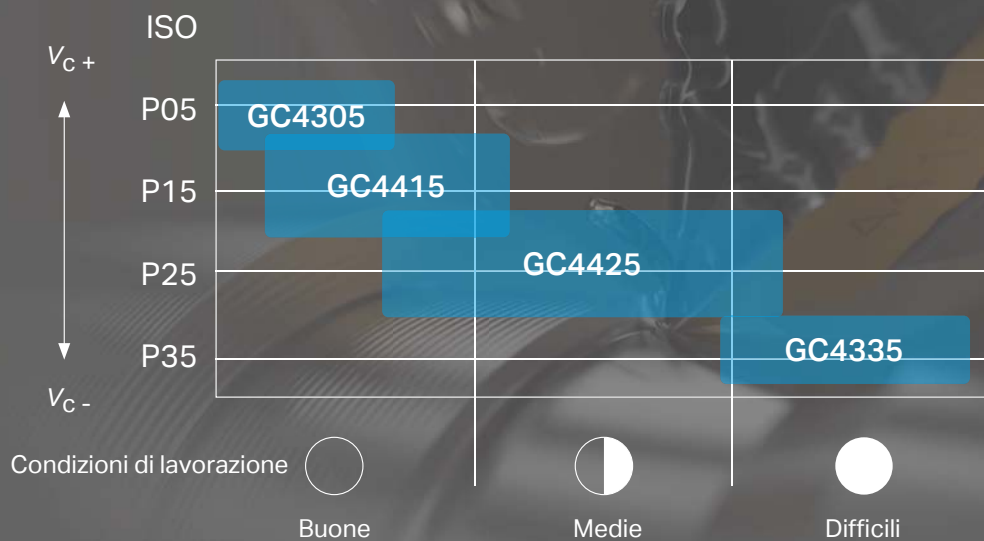 ISO
Vc +
P05
GC4305
P15
GC4415
P25
GC4425
P35
GC4335
Vc -
Condizioni di lavorazione
Buone
Medie
Difficili